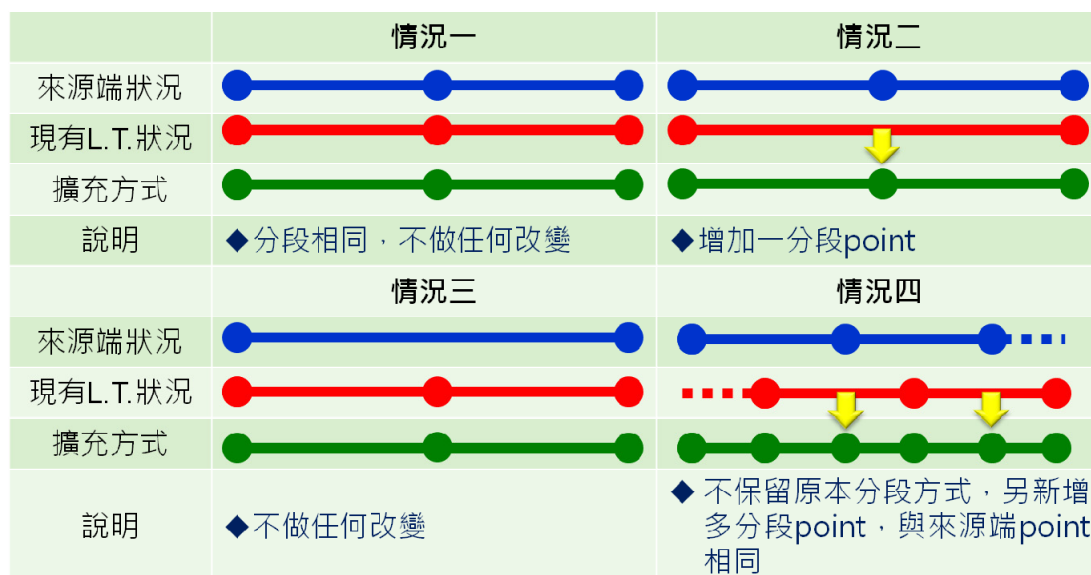 情況一
情況二
來源端狀況
現有L.T.狀況
擴充方式
說明
◆分段相同，不做任何改變
◆增加一分段point
情況三
情況四
來源端狀況
現有L.T.狀況
擴充方式
說明
◆不做任何改變
◆不保留原本分段方式，另新增
多分段point，與來源端point
相同